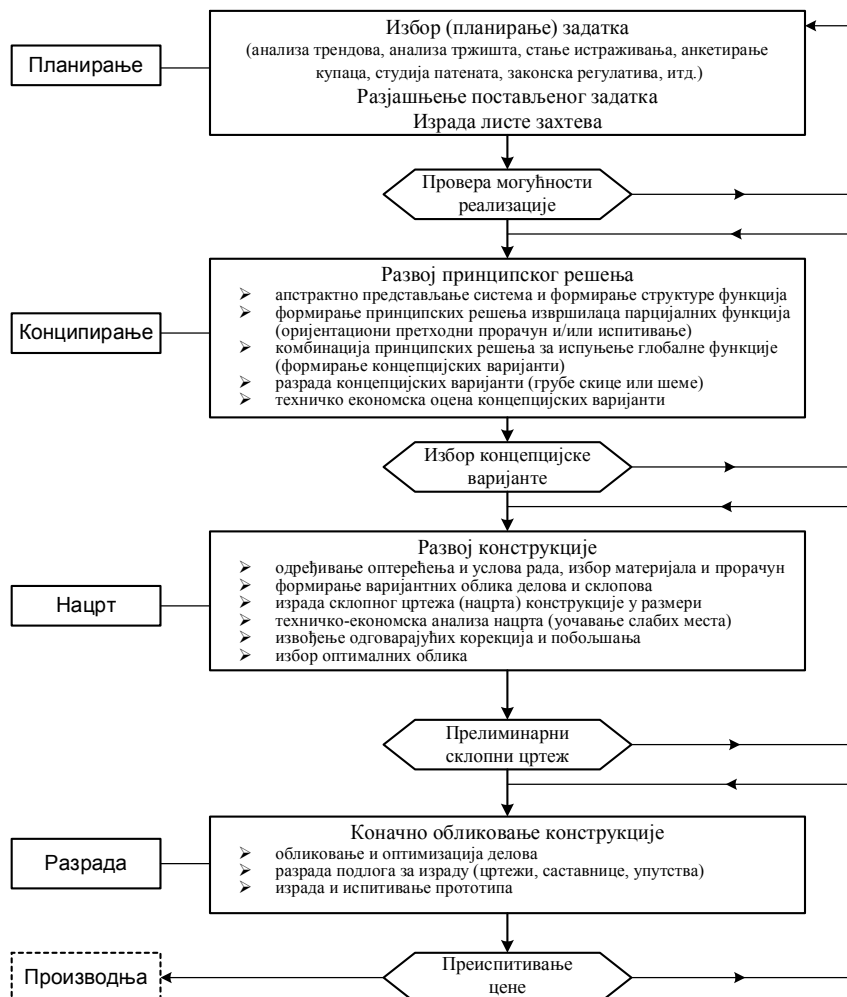 Избор (планирање) задатка
(анализа трендова, анализа тржишта, стање истраживања, анкетирање
купаца, студија патената, законска регулатива, итд.)
Разјашњење постављеног задатка
Израда листе захтева
Планирање
Провера могућности
реализације
Развој принципског решења
➢ апстрактно представљање система и формирање структуре функција
➢ формирање принципских решења извршилаца парцијалних функција
(оријентациони претходни прорачун и/или испитивање)
➢ комбинација принципских решења за испуњење глобалне функције
(формирање концепцијских варијанти)
➢ разрада концепцијских варијанти (грубе скице или шеме)
➢ техничко економска оцена концепцијских варијанти
Конципирање
Избор концепцијске
варијанте
Развој конструкције
➢ одређивање оптерећења и услова рада, избор материјала и прорачун
➢ формирање варијантних облика делова и склопова
➢ израда склопног цртежа (нацрта) конструкције у размери
➢ техничко-економска анализа нацрта (уочавање слабих места)
➢ извођење одговарајућих корекција и побољшања
➢ избор оптималних облика
Нацрт
Прелиминарни
склопни цртеж
Коначно обликовање конструкције
➢ обликовање и оптимизација делова
➢ разрада подлога за израду (цртежи, саставнице, упутства)
➢ израда и испитивање прототипа
Разрада
Производња
Преиспитивање
цене